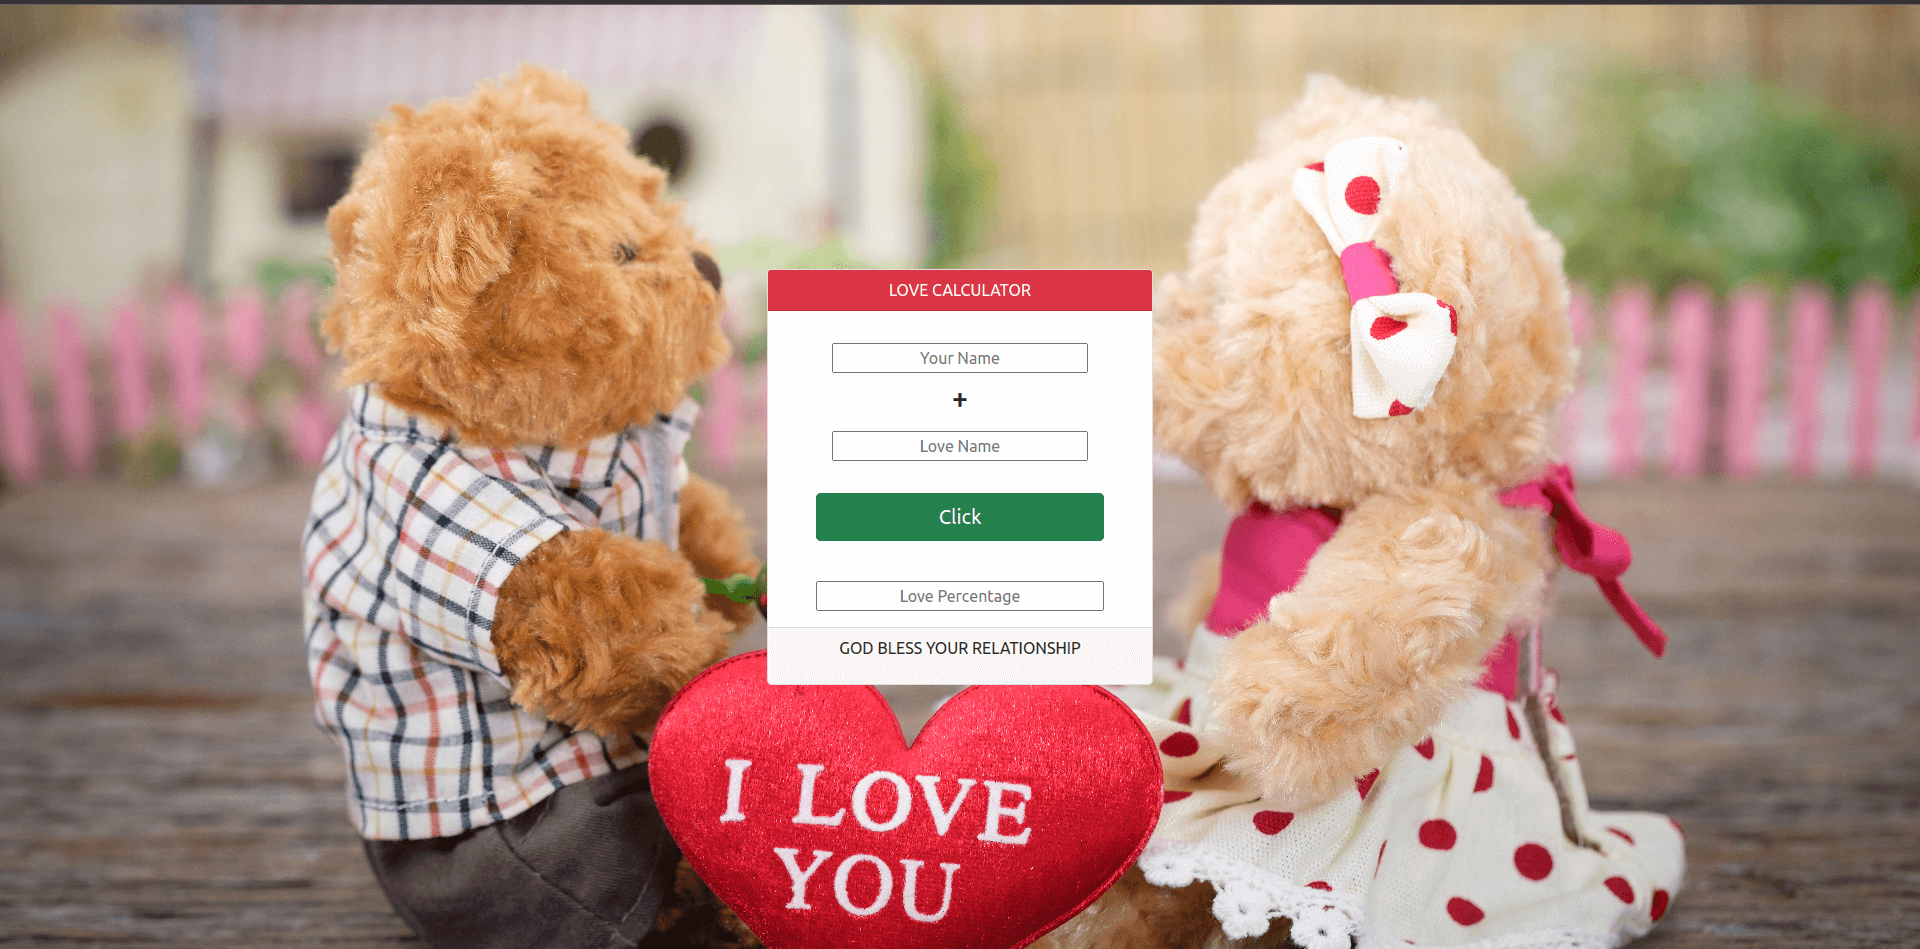 LOVE CALCULATOR
Your Name
+
Love Name
Click
Love Percentage
GOD BLESS YOUR RELATIONSHIP
I LOVE
YOU